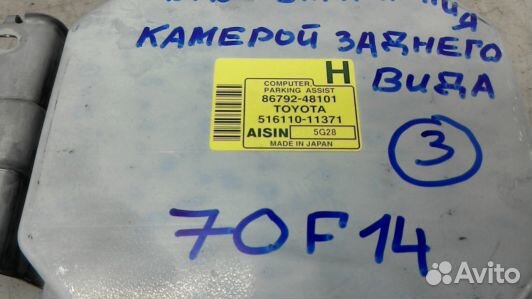 КАМЕРОЙ ЗАДНЕГО
ВИДА
H
COMPUTER
PARKING ASSIST
86792-48101
TOYOTA
516110-11371
AISIN 5G28
MADE IN JAPAN
3
70F14
Avito